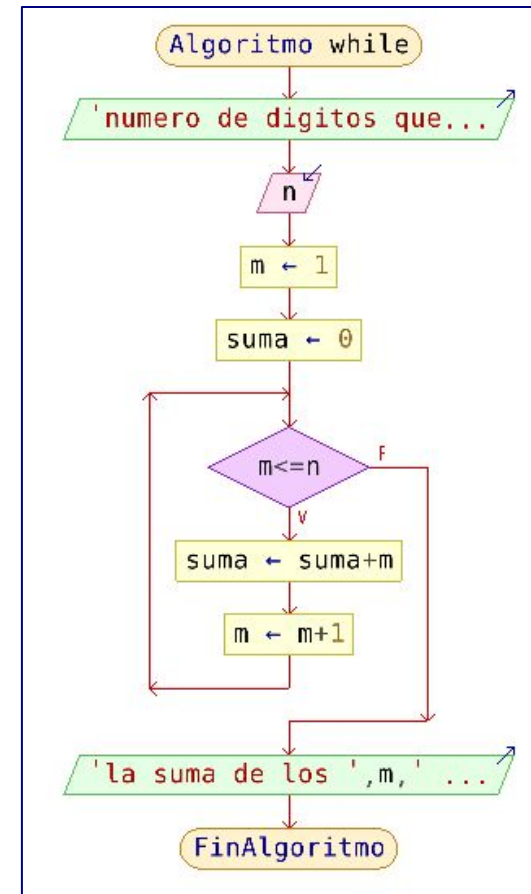 Algoritmo while
'numero de digitos que...
n
m ← 1
suma ← 0
m<=n
F
V
suma ← suma+m
m ← m+1
'la suma de los ',m,' ...
FinAlgoritmo